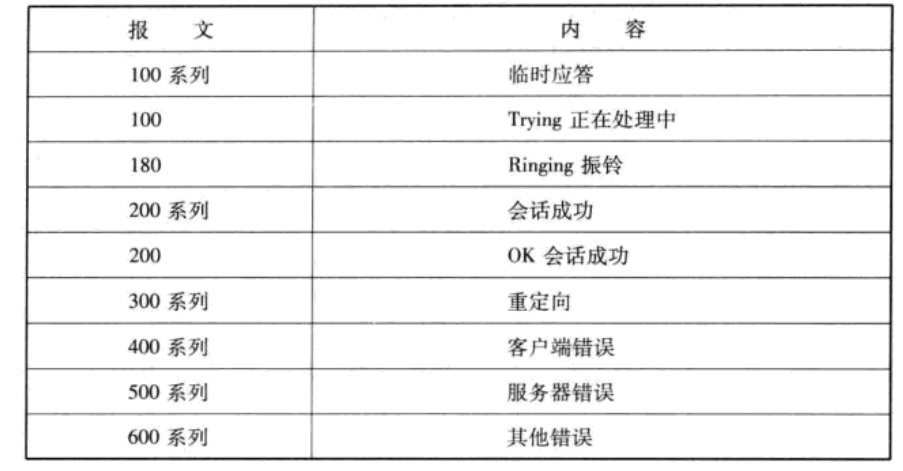 报 文 内 容
100 系列 临时应答
100 Trying 正在处理中
180 Ringing 振铃
200 系列 会话成功
200 OK 会话成功
300 系列 重定向
400 系列 客户端错误
500 系列 服务器错误
600 系列 其他错误